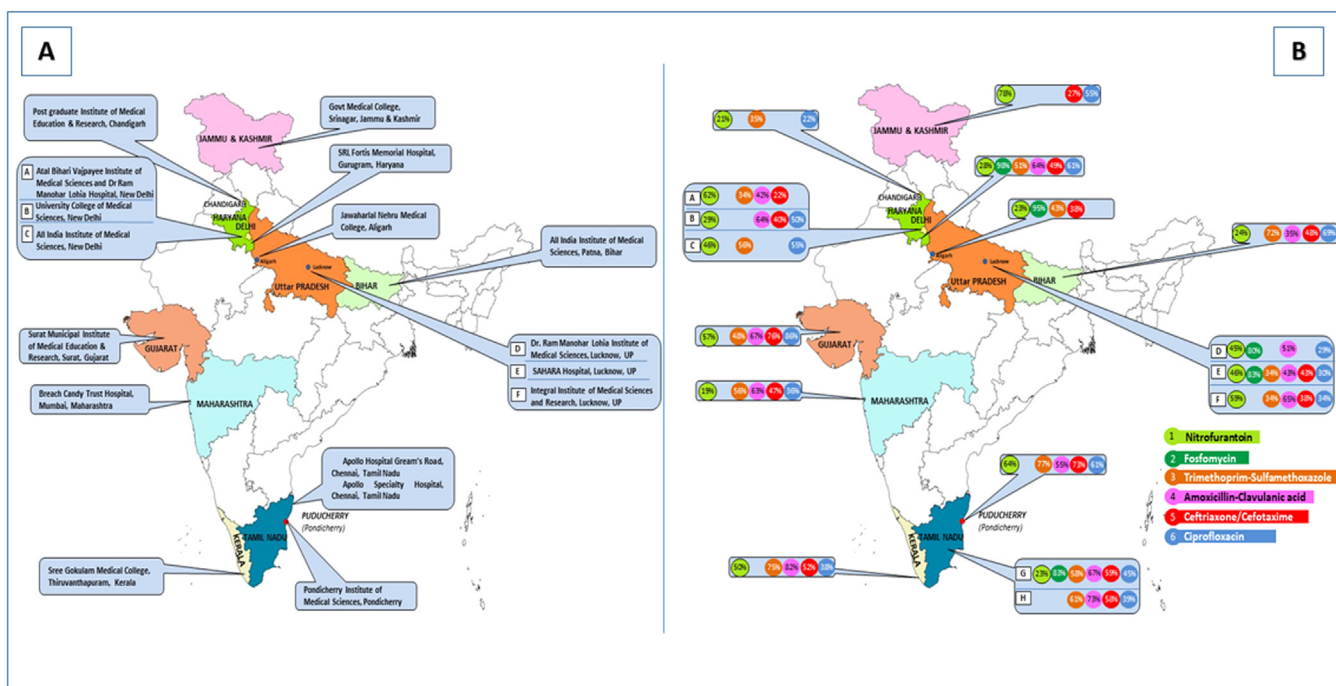 A
Post graduate Institute of Medical
Education & Research, Chandigarh
Govt Medical College,
Srinagar, Jammu & Kashmir
JAMMU & KASHMIR
SRL Fortis Memorial Hospital,
Gurugram, Haryana
A
Atal Bihari Vajpayee Institute of
Medical Sciences and Dr Ram
Manohar Lohia Hospital, New Delhi
B
University College of Medical
Sciences, New Delhi
C
All India Institute of Medical
Sciences, New Delhi
CHANDIGARH
HARYANA
DELHI
Jawaharlal Nehru Medical
College, Aligarh
All India Institute of Medical
Sciences, Patna, Bihar
Aligarh
Lucknow
Uttar PRADESH
BIHAR
Surat Municipal Institute
of Medical Education &
Research, Surat, Gujarat
GUJARAT
D
Dr. Ram Manohar Lohia Institute
of Medical Sciences, Lucknow, UP
E
SAHARA Hospital, Lucknow, UP
F
Integral Institute of Medical Sciences
and Research, Lucknow, UP
Breach Candy Trust Hospital,
Mumbai, Maharashtra
MAHARASHTRA
Apollo Hospital Gream's Road,
Chennai, Tamil Nadu
Apollo Specialty Hospital,
Chennai, Tamil Nadu
PUDUCHERRY
(Pondicherry)
TAMIL NADU
KERALA
Sree Gokulam Medical College,
Thiruvanthapuram, Kerala
Pondicherry Institute of
Medical Sciences, Pondicherry
B
78% 27% 55%
JAMMU & KASHMIR
21% 35% 22%
28% 98% 51% 64% 49% 61%
A 62% 34% 42% 22%
B 29% 64% 40% 50%
C 46% 56% 55%
CHANDIGARH
HARYANA
DELHI
23% 95% 43% 38%
24% 72% 35% 48% 69%
Aligarh
Lucknow
Uttar PRADESH
BIHAR
57% 48% 67% 76% 86%
GUJARAT
D 45% 80% 51% 29%
E 46% 83% 34% 43% 43% 30%
F 59% 34% 65% 38% 34%
19% 56% 63% 47% 36%
MAHARASHTRA
1 Nitrofurantoin
2 Fosfomycin
3 Trimethoprim-Sulfamethoxazole
4 Amoxicillin-Clavulanic acid
5 Ceftriaxone/Cefotaxime
6 Ciprofloxacin
64% 77% 55% 73% 61%
PUDUCHERRY
(Pondicherry)
TAMIL NADU
KERALA
50% 75% 82% 52% 38%
G 23% 83% 58% 67% 59% 45%
H 61% 73% 58% 39%